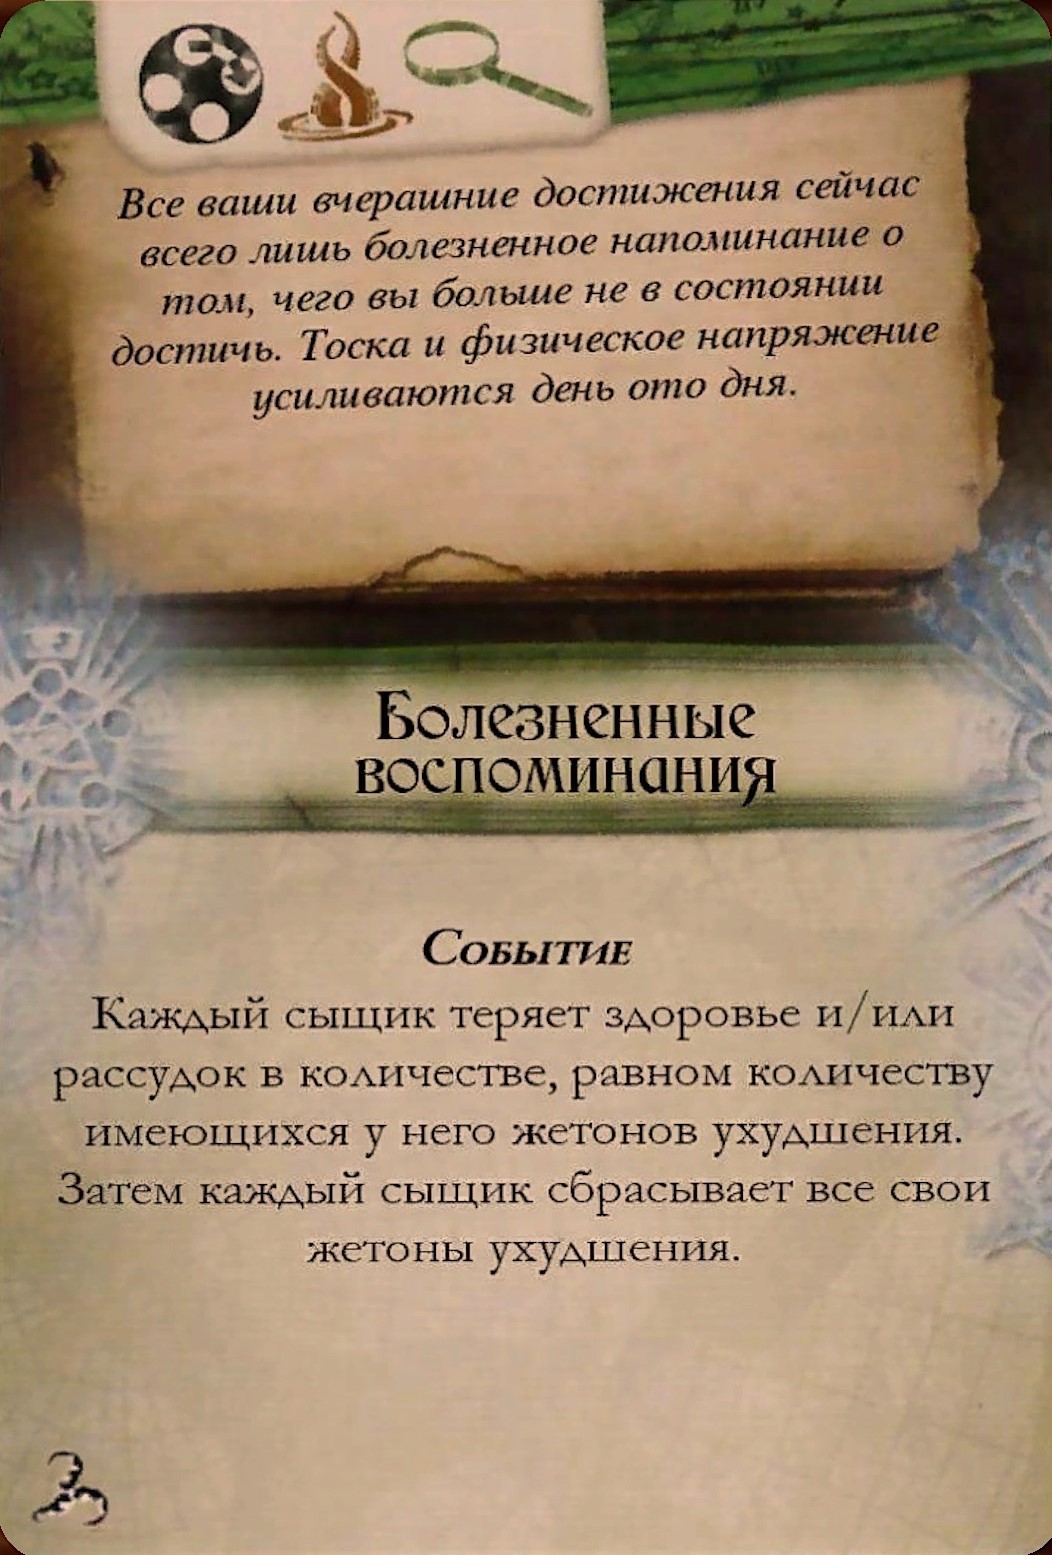 Все ваши вчерашние достижения сейчас
всего лишь болезненное напоминание о
том, чего вы больше не в состоянии
достичь. Тоска и физическое напряжение
усиливаются день ото дня.
Болезненные
воспоминания
Событие
Каждый сыщик теряет здоровье и/или
рассудок в количестве, равном количеству
имеющихся у него жетонов ухудшения.
Затем каждый сыщик сбрасывает все свои
жетоны ухудшения.